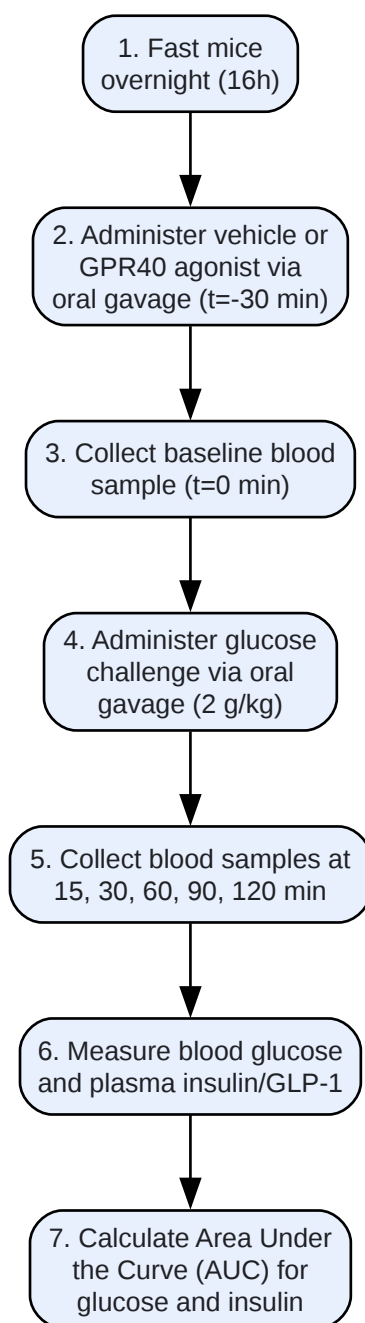 1. Fast mice
overnight (16h)
2. Administer vehicle or
GPR40 agonist via
oral gavage (t=-30 min)
3. Collect baseline blood
sample (t=0 min)
4. Administer glucose
challenge via oral
gavage (2 g/kg)
5. Collect blood samples at
15, 30, 60, 90, 120 min
6. Measure blood glucose
and plasma insulin/GLP-1
7. Calculate Area Under
the Curve (AUC) for
glucose and insulin